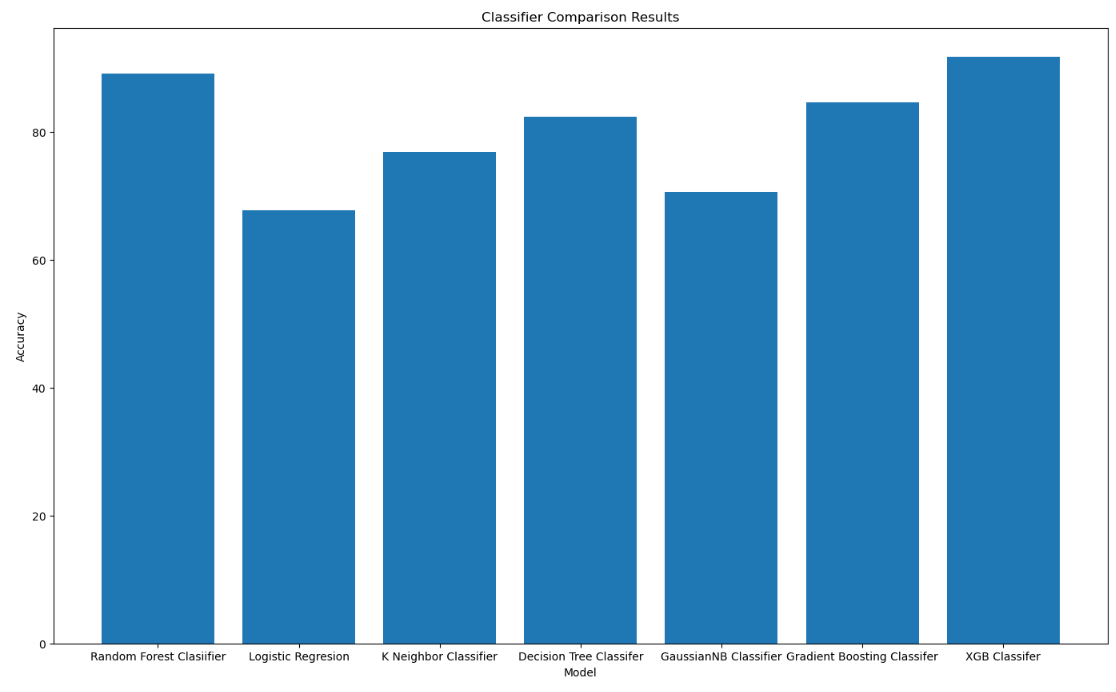 Classifier Comparison Results
Accuracy
80
60
40
20
0
Random Forest Clasiifier Logistic Regresion K Neighbor Classifier Decision Tree Classifer GaussianNB Classifier Gradient Boosting Classifer XGB Classifer
Model